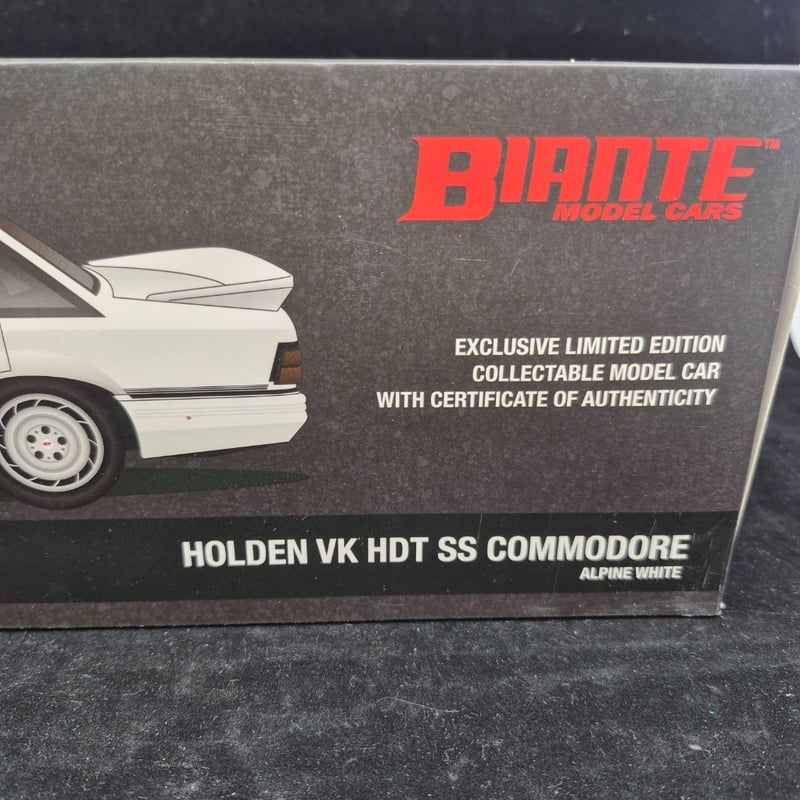 BIANTE™
MODEL CARS
EXCLUSIVE LIMITED EDITION
COLLECTABLE MODEL CAR
WITH CERTIFICATE OF AUTHENTICITY
HOLDEN VK HDT SS COMMODORE
ALPINE WHITE